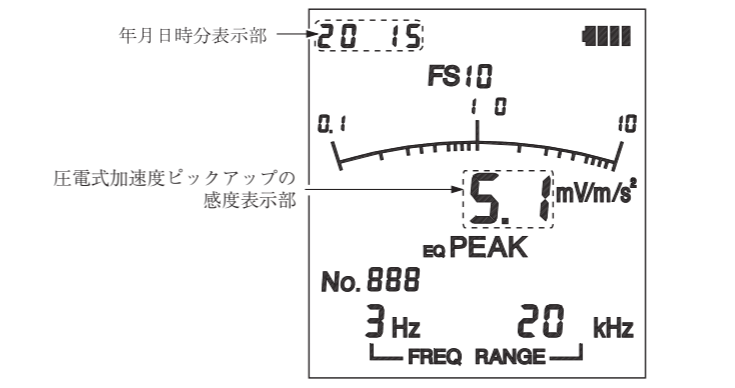 年月日時分表示部
20 15
FS10
1 0
0.1
10
圧電式加速度ピックアップの
感度表示部
5.1 mV/m/s²
EQ PEAK
No.888
3 Hz 20 kHz
FREQ RANGE